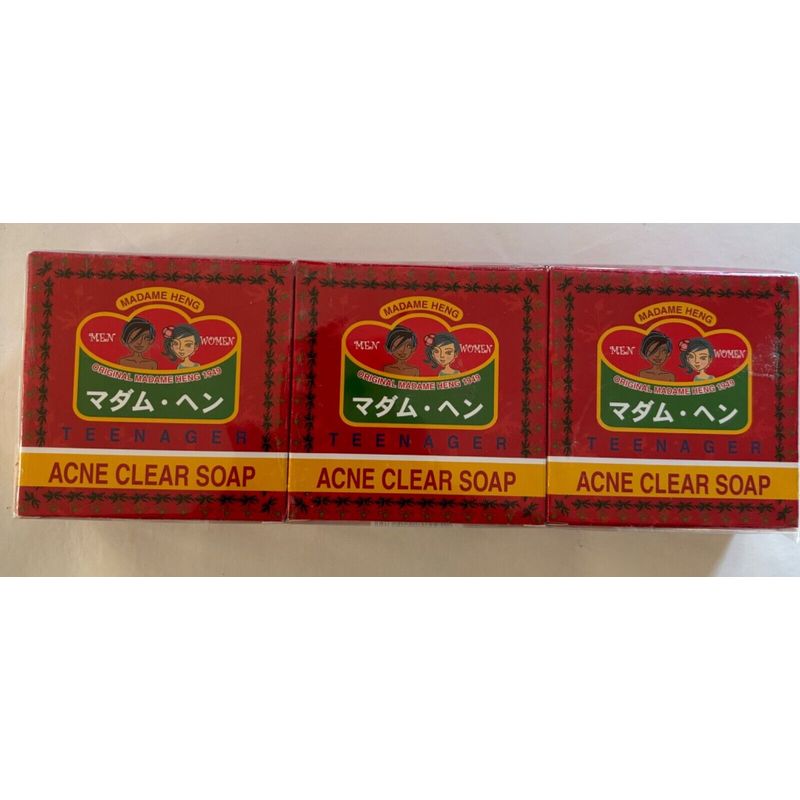 MADAME HENG
MEN WOMEN
ORIGINAL MADAME HENG 1949
マダム・ヘン
TEENAGER
ACNE CLEAR SOAP
MADAME HENG
MEN WOMEN
ORIGINAL MADAME HENG 1949
マダム・ヘン
TEENAGER
ACNE CLEAR SOAP
MADAME HENG
MEN WOMEN
ORIGINAL MADAME HENG 1949
マダム・ヘン
TEENAGER
ACNE CLEAR SOAP